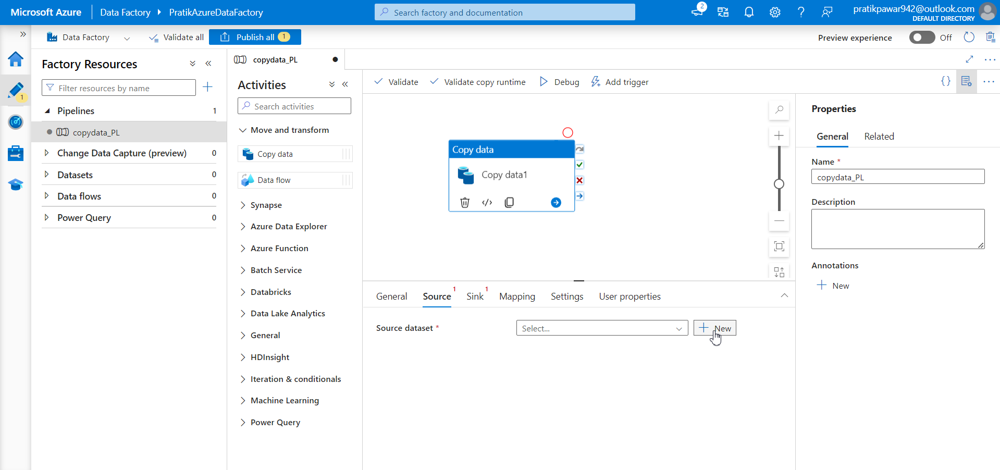 Microsoft Azure
Data Factory
PratikAzureDataFactory
Search factory and documentation
2
pratikpawar942@outlook.com
DEFAULT DIRECTORY
Data Factory
Validate all
Publish all 1
Preview experience
Off
1
Factory Resources
Filter resources by name
Pipelines 1
copydata_PL
Change Data Capture (preview) 0
Datasets 0
Data flows 0
Power Query 0
copydata_PL
Activities
Search activities
Move and transform
Copy data
Data flow
Synapse
Azure Data Explorer
Azure Function
Batch Service
Databricks
Data Lake Analytics
General
HDInsight
Iteration & conditionals
Machine Learning
Power Query
Validate
Validate copy runtime
Debug
Add trigger
Copy data
Copy data1
General
Source 1
Sink 1
Mapping
Settings
User properties
Source dataset *
Select...
New
Properties
General
Related
Name *
copydata_PL
Description
Annotations
New